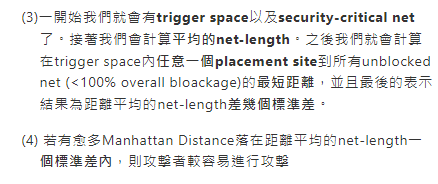 (3)一開始我們就會有trigger space以及security-critical net
了。接著我們會計算平均的net-length。之後我們就會計算
在trigger space內任意一個placement site到所有unblocked
net (<100% overall bloackage)的最短距離，並且最後的表示
結果為距離平均的net-length差幾個標準差。
(4) 若有愈多Manhattan Distance落在距離平均的net-length一
個標準差內，則攻擊者較容易進行攻擊